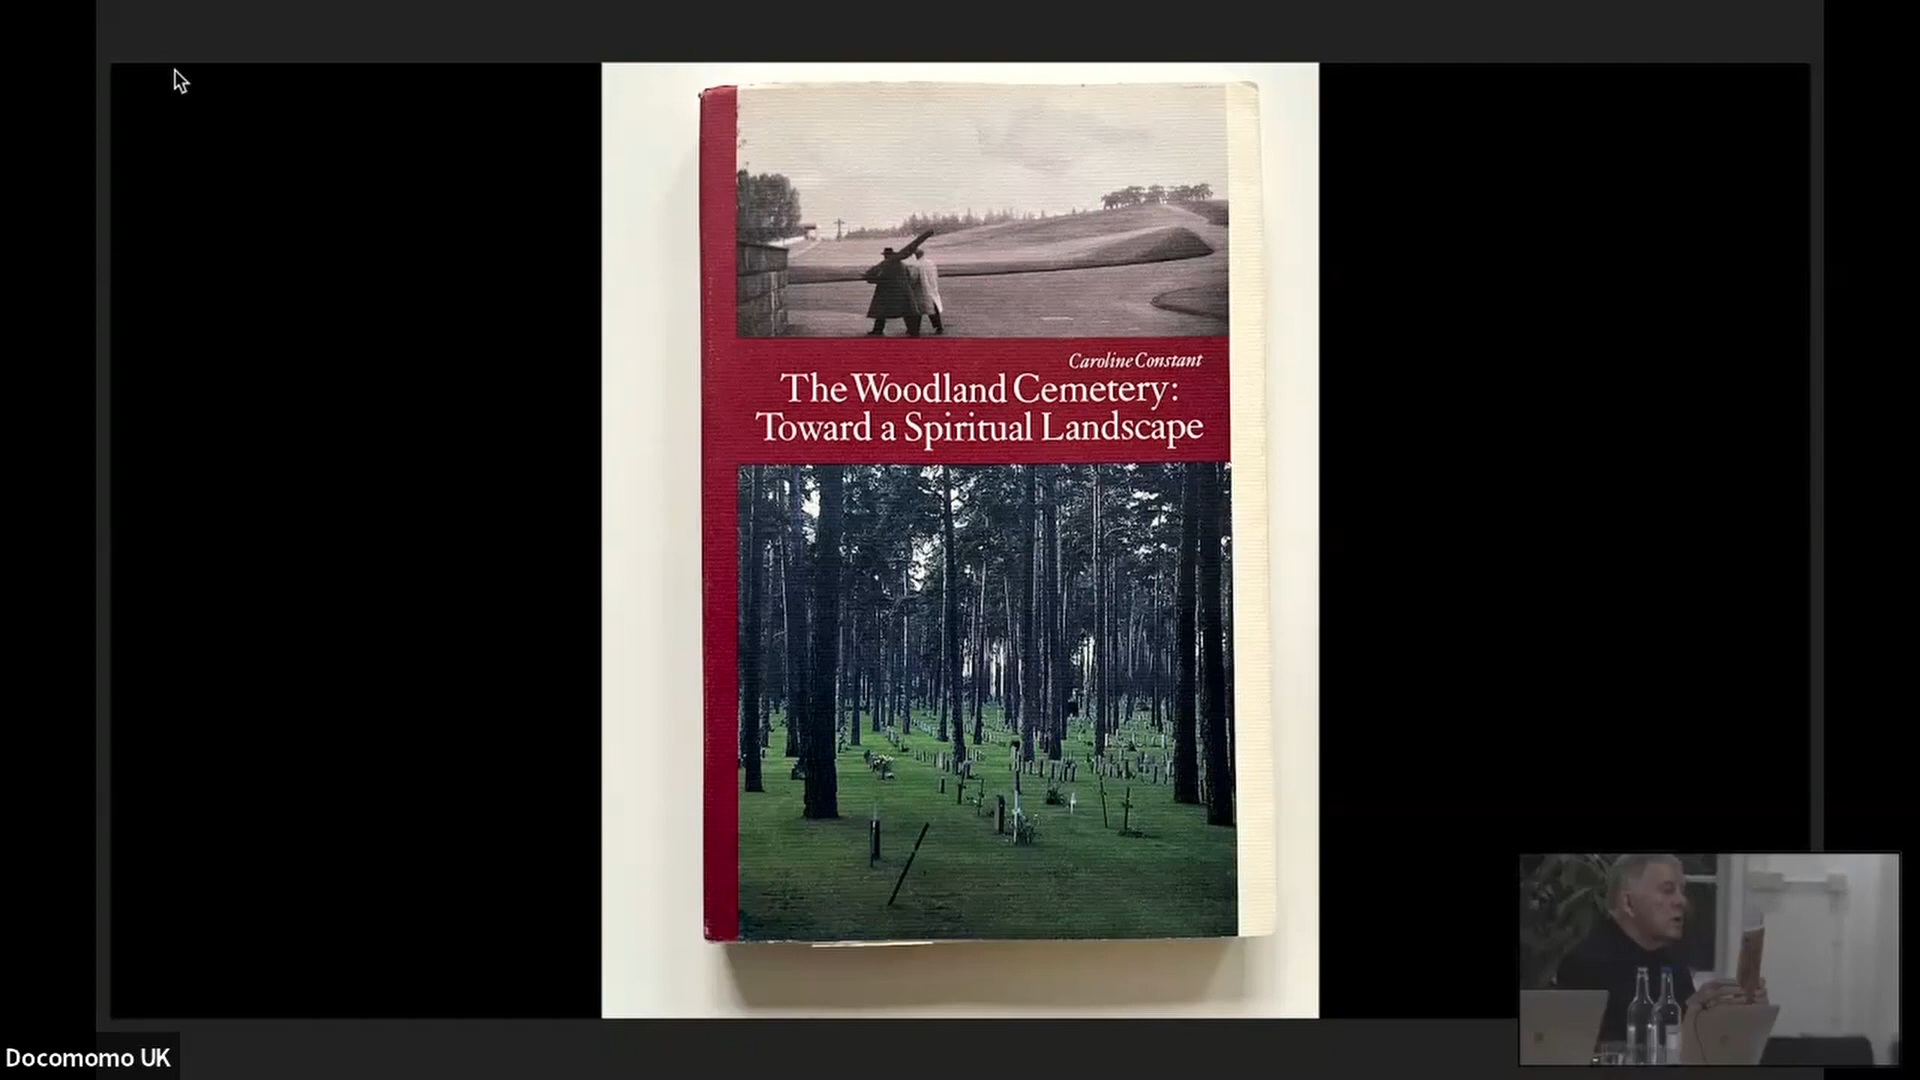 Caroline Constant
The Woodland Cemetery:
Toward a Spiritual Landscape
Docomomo UK